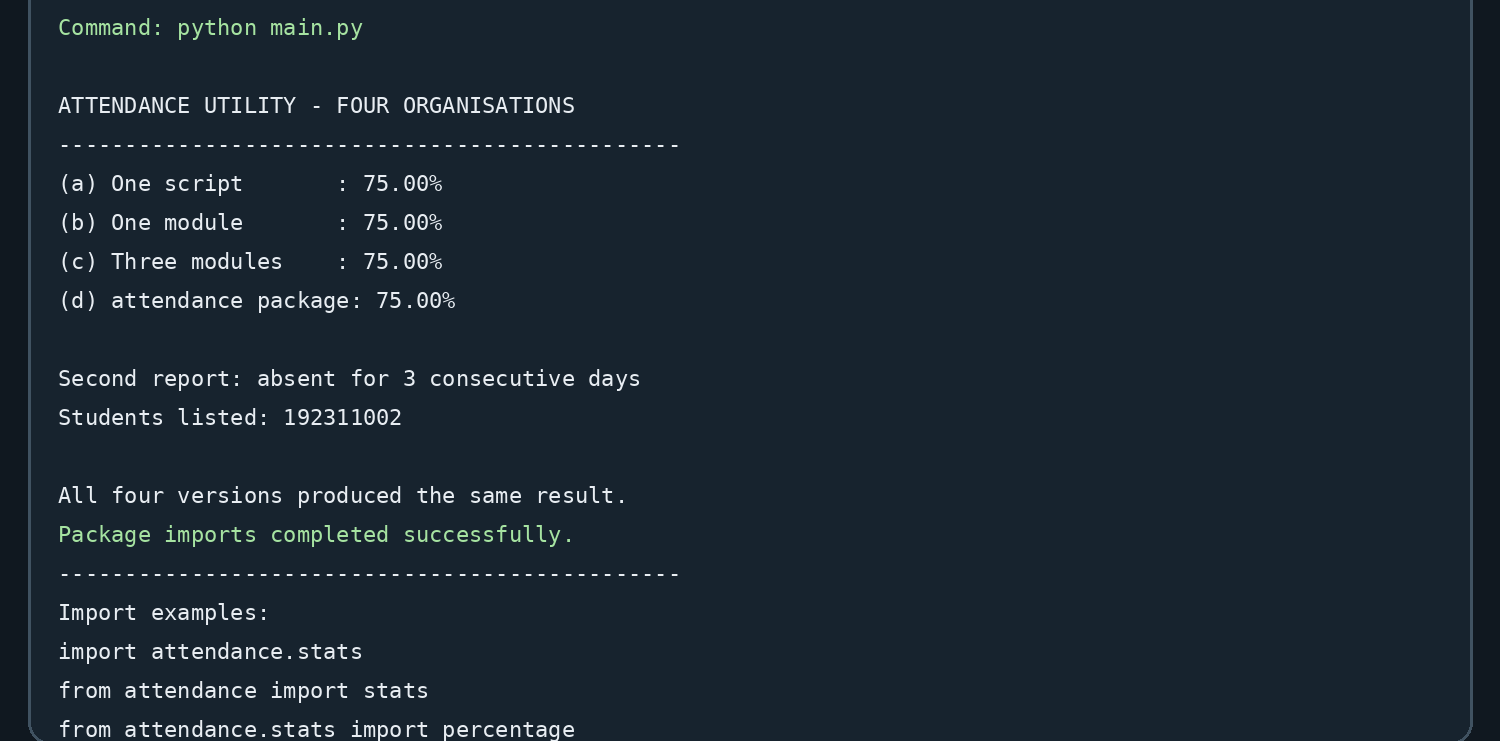 Command: python main.py
ATTENDANCE UTILITY - FOUR ORGANISATIONS
-----------------------------------------------
(a) One script       : 75.00%
(b) One module       : 75.00%
(c) Three modules    : 75.00%
(d) attendance package: 75.00%
Second report: absent for 3 consecutive days
Students listed: 192311002
All four versions produced the same result.
Package imports completed successfully.
-----------------------------------------------
Import examples:
import attendance.stats
from attendance import stats
from attendance.stats import percentage